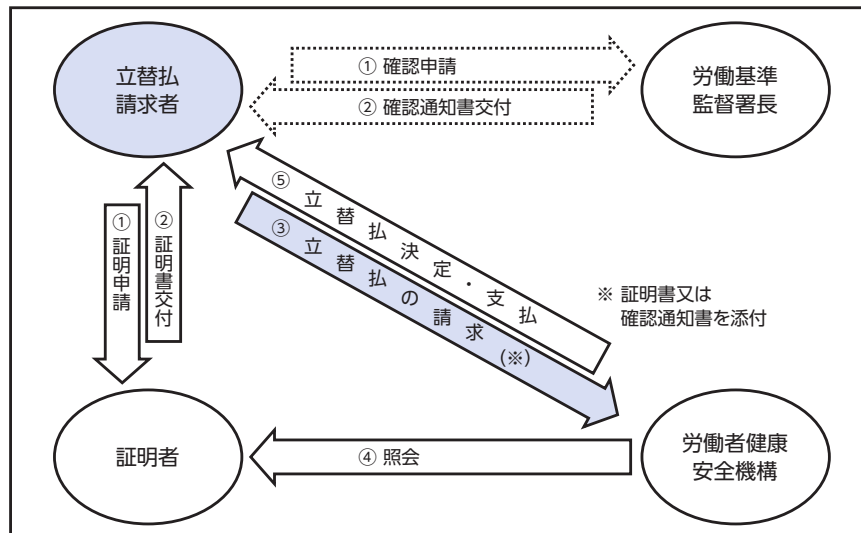 立替払
請求者
① 確認申請
② 確認通知書交付
労働基準
監督署長
⑤ 立替払決定・支払
③ 立替払の請求(※)
① 証明申請
② 証明書交付
※ 証明書又は
確認通知書を添付
証明者
④ 照会
労働者健康
安全機構